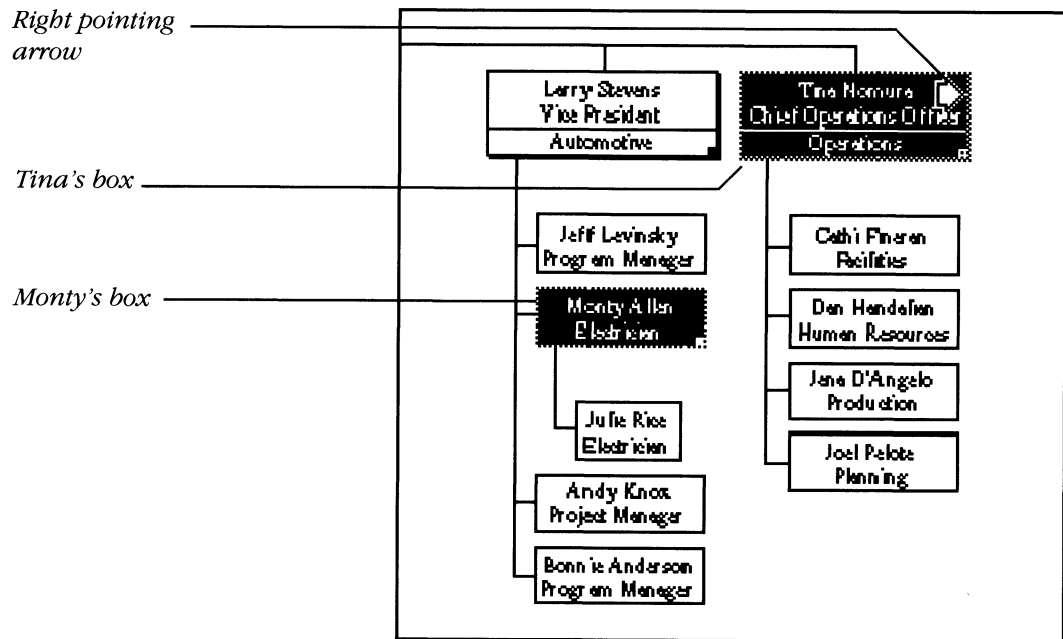 Right pointing
arrow
Larry Stevens
Vice President
Automotive
Tina Nomura
Chief Operations Officer
Operations
Tina's box
Jeff Levinsky
Program Manager
Cathi Fineran
Facilities
Monty's box
Monty Allen
Electrician
Dan Handalian
Human Resources
Jane D'Angelo
Production
Julie Rice
Electrician
Joel Pelote
Planning
Andy Knox
Project Manager
Bonnie Anderson
Program Manager